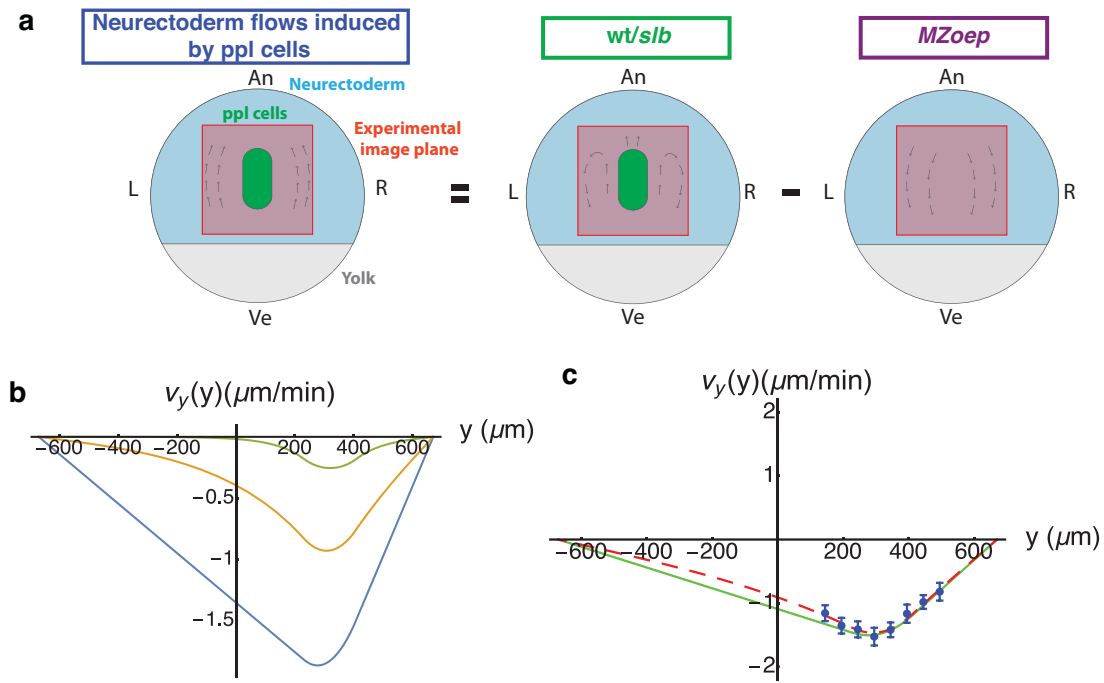 a
Neurectoderm flows induced
by ppl cells
wt/slb
MZoep
An
Neurectoderm
ppl cells
Experimental
image plane
L
R
Yolk
Ve
=
An
L
R
Ve
-
An
L
R
Ve
b
vy(y)(μm/min)
y (μm)
−600 −400 −200 200 400 600
−0.5
−1
−1.5
c
vy(y)(μm/min)
2
1
y (μm)
−600 −400 −200 200 400 600
−1
−2